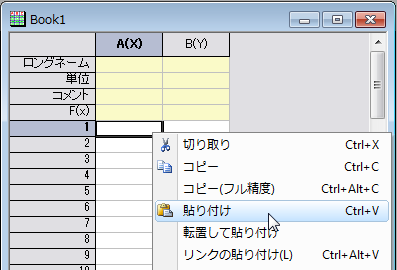 Book1
A(X) B(Y)
ロングネーム
単位
コメント
F(x)
1
2
3
4
5
6
7
8
9
切り取り Ctrl+X
コピー Ctrl+C
コピー(フル精度) Ctrl+Alt+C
貼り付け Ctrl+V
転置して貼り付け
リンクの貼り付け(L) Ctrl+Alt+V